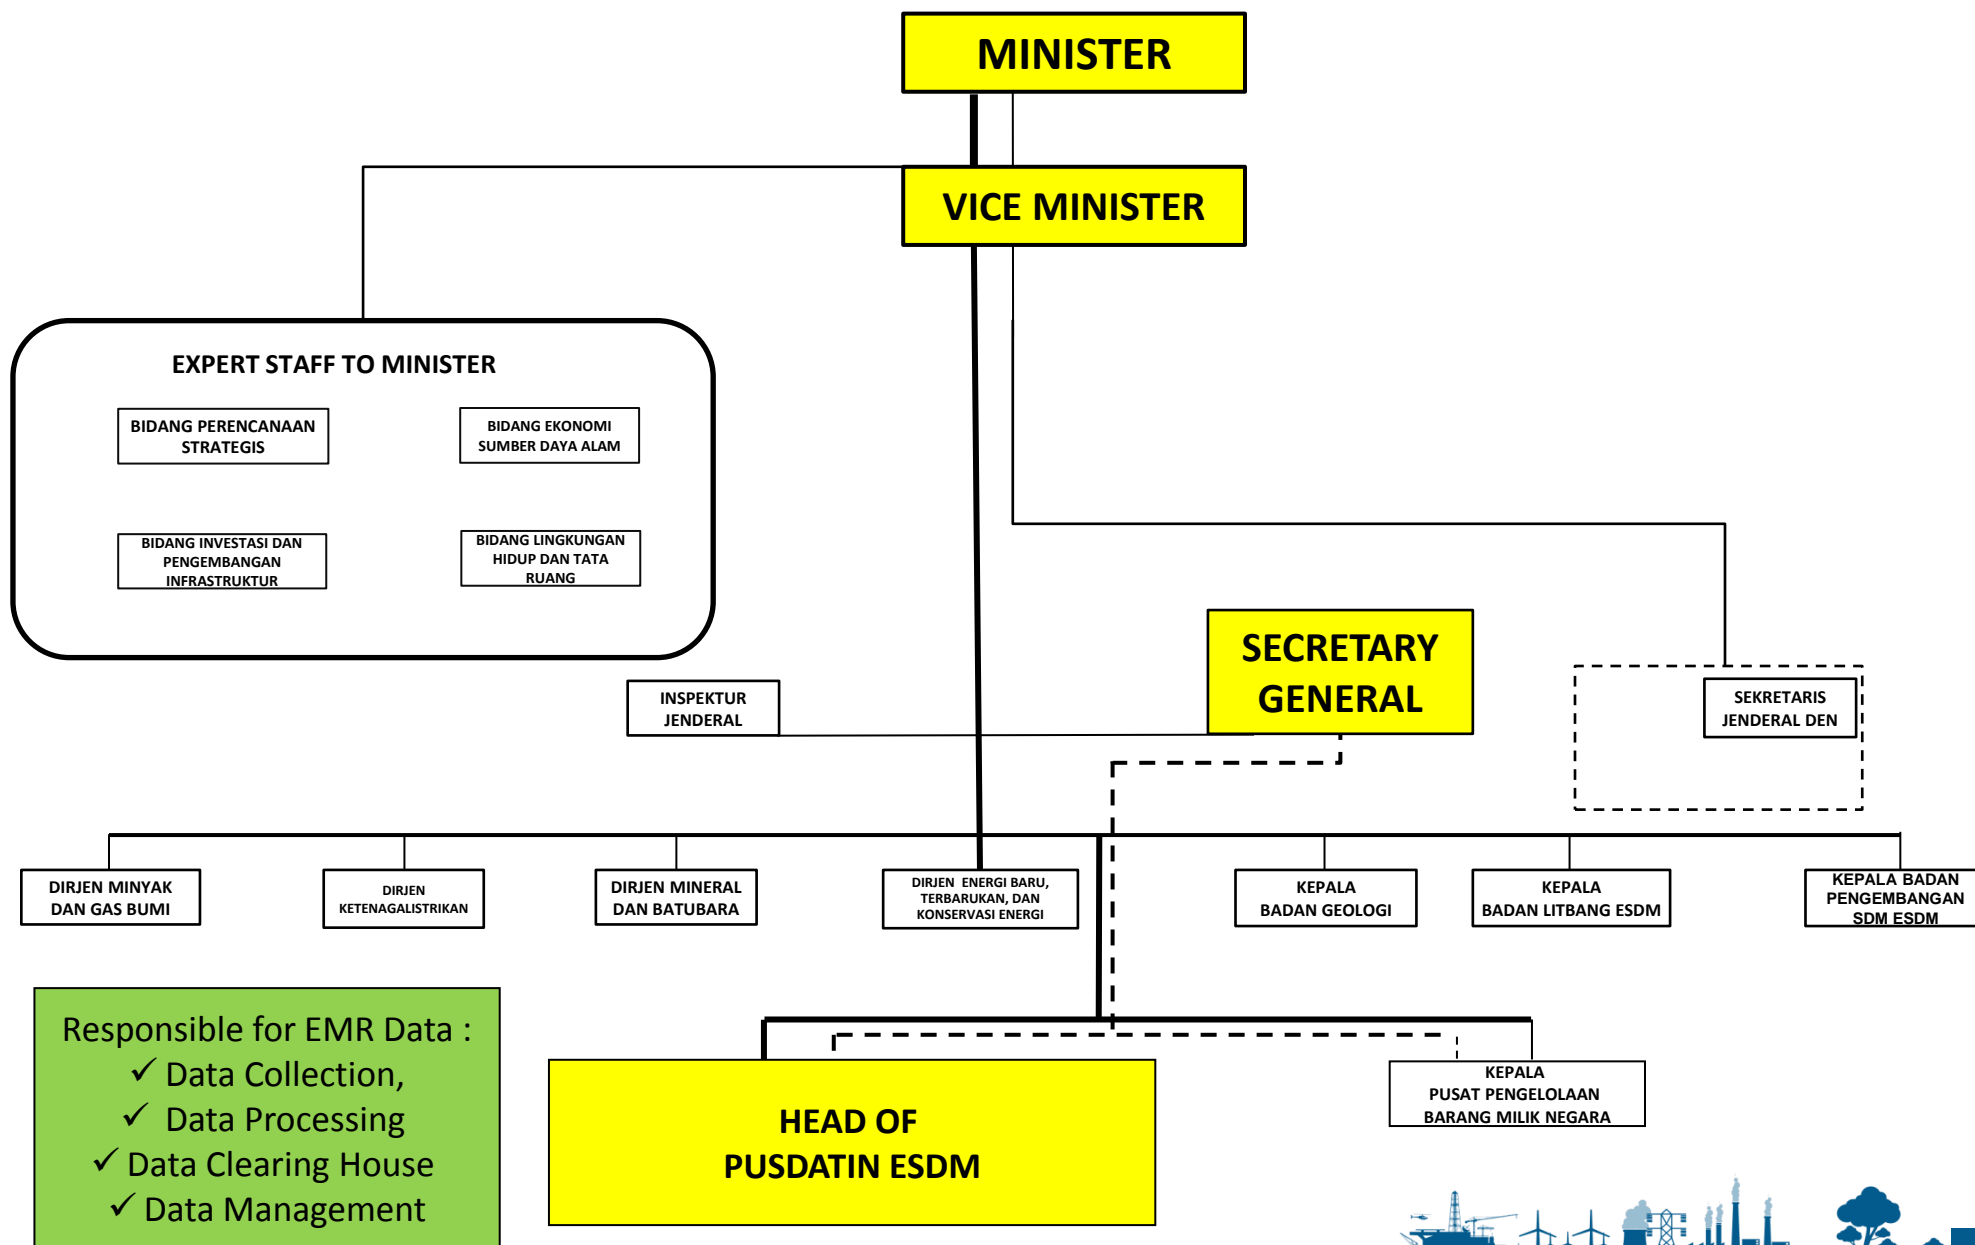 MINISTER
VICE MINISTER
EXPERT STAFF TO MINISTER
BIDANG PERENCANAAN
STRATEGIS
BIDANG EKONOMI
SUMBER DAYA ALAM
BIDANG INVESTASI DAN
PENGEMBANGAN
INFRASTRUKTUR
BIDANG LINGKUNGAN
HIDUP DAN TATA
RUANG
SECRETARY
GENERAL
INSPEKTUR
JENDERAL
SEKRETARIS
JENDERAL DEN
DIRJEN MINYAK
DAN GAS BUMI
DIRJEN
KETENAGALISTRIKAN
DIRJEN MINERAL
DAN BATUBARA
DIRJEN ENERGI BARU,
TERBARUKAN, DAN
KONSERVASI ENERGI
KEPALA
BADAN GEOLOGI
KEPALA
BADAN LITBANG ESDM
KEPALA BADAN
PENGEMBANGAN
SDM ESDM
Responsible for EMR Data :
✓ Data Collection,
✓ Data Processing
✓ Data Clearing House
✓ Data Management
HEAD OF
PUSDATIN ESDM
KEPALA
PUSAT PENGELOLAAN
BARANG MILIK NEGARA